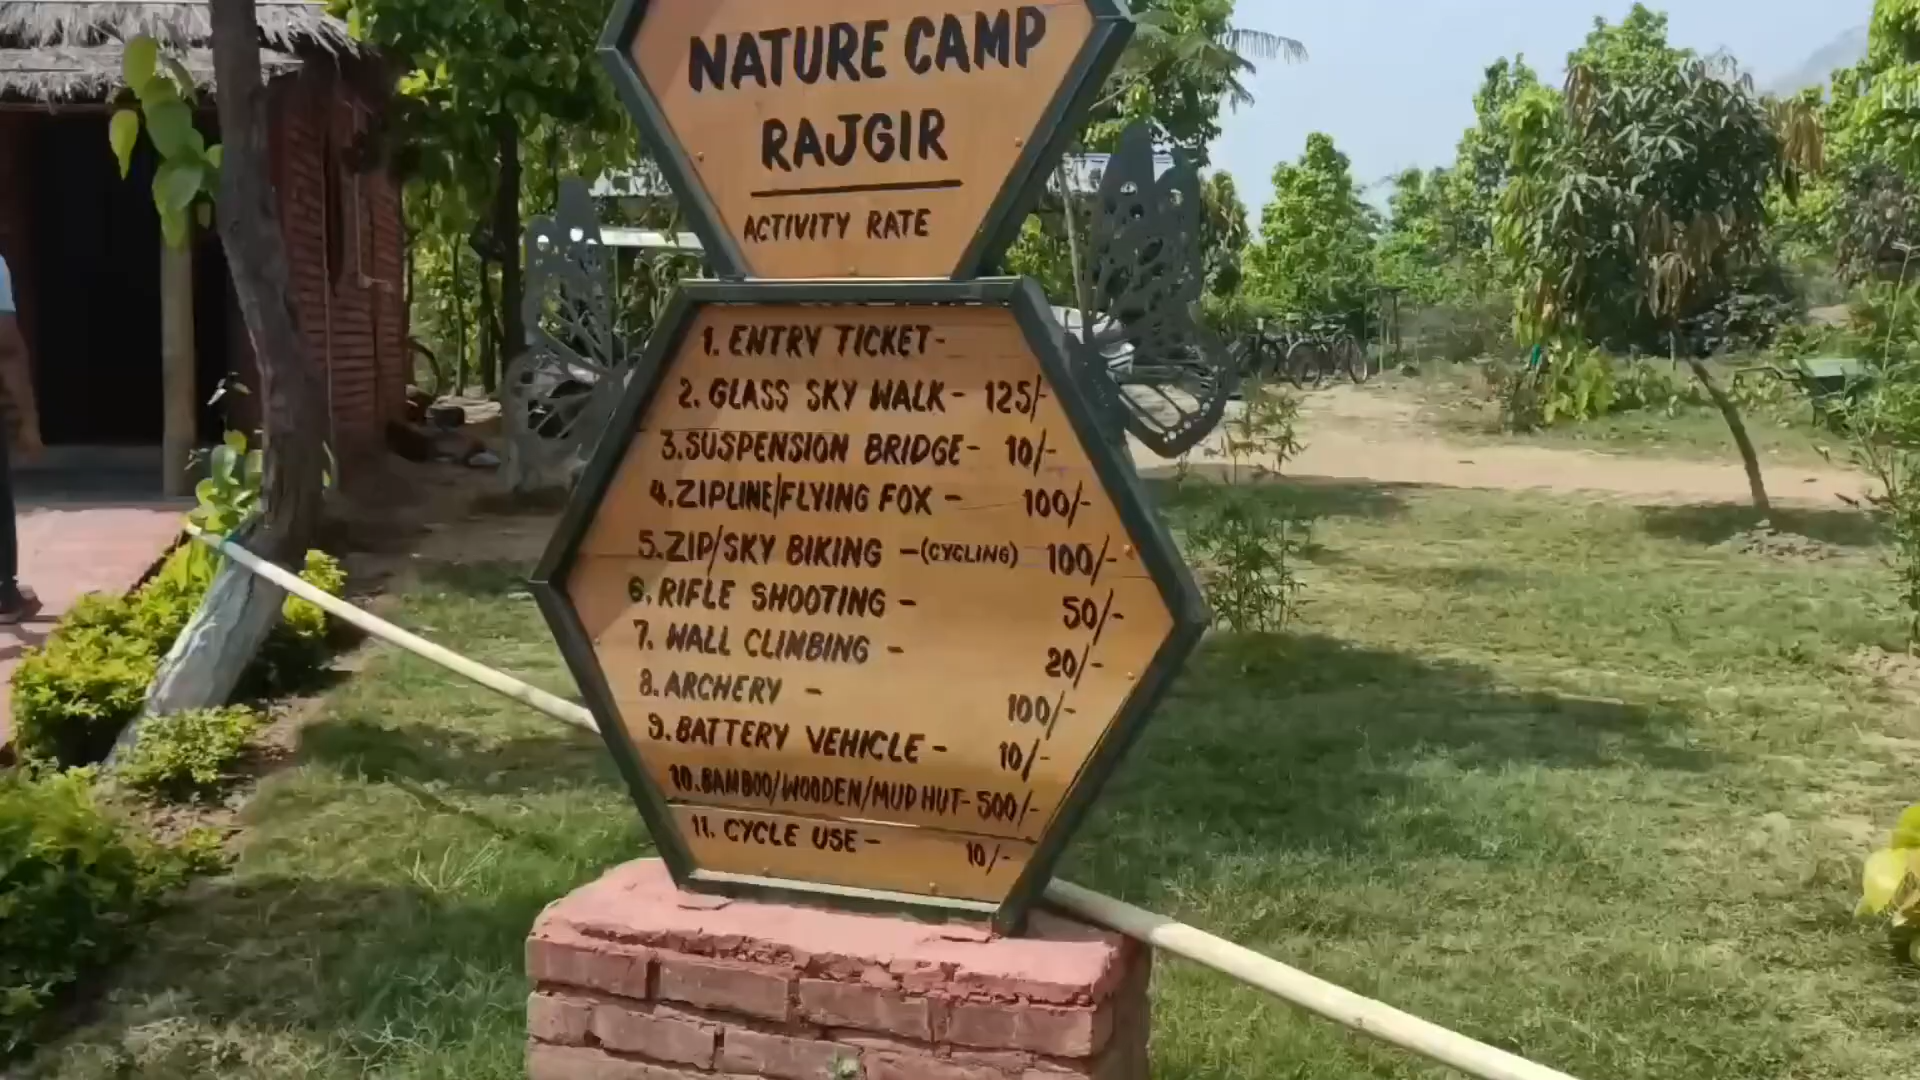 NATURE CAMP
RAJGIR
ACTIVITY RATE
1. ENTRY TICKET-
2. GLASS SKY WALK- 125/-
3.SUSPENSION BRIDGE- 10/-
4.ZIPLINE/FLYING FOX - 100/-
5.ZIP/SKY BIKING -(CYCLING) 100/-
6. RIFLE SHOOTING - 50/-
7. WALL CLIMBING - 20/-
8. ARCHERY - 100/-
9. BATTERY VEHICLE - 10/-
10. BAMBOO/WOODEN/MUD HUT- 500/-
11. CYCLE USE - 10/-